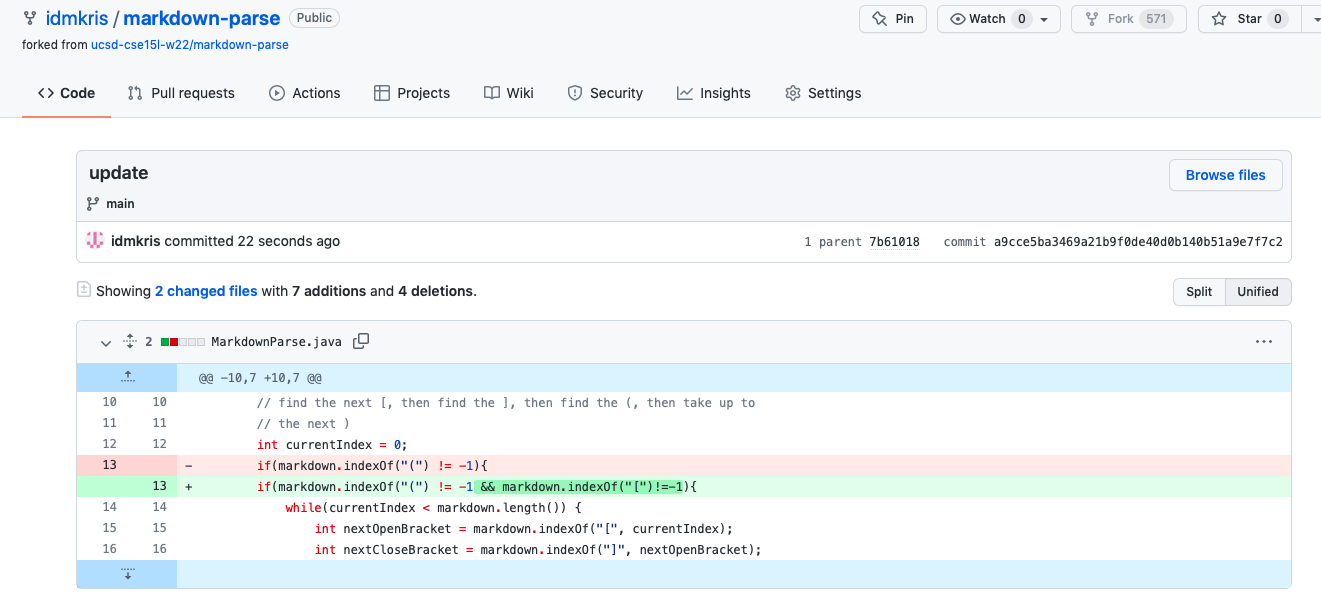 idmkris / markdown-parse Public Pin Watch 0 Fork 571 Star 0
forked from ucsd-cse15l-w22/markdown-parse
Code Pull requests Actions Projects Wiki Security Insights Settings
update Browse files
main
idmkris committed 22 seconds ago 1 parent 7b61018 commit a9cce5ba3469a21b9f0de40d0b140b51a9e7f7c2
Showing 2 changed files with 7 additions and 4 deletions. Split Unified
2 MarkdownParse.java ...
@@ -10,7 +10,7 @@
10 10 // find the next [, then find the ], then find the (, then take up to
11 11 // the next )
12 12 int currentIndex = 0;
13 - if(markdown.indexOf("(") != -1){
13 + if(markdown.indexOf("(") != -1 && markdown.indexOf("[")!=-1){
14 14 while(currentIndex < markdown.length()) {
15 15 int nextOpenBracket = markdown.indexOf("[", currentIndex);
16 16 int nextCloseBracket = markdown.indexOf("]", nextOpenBracket);